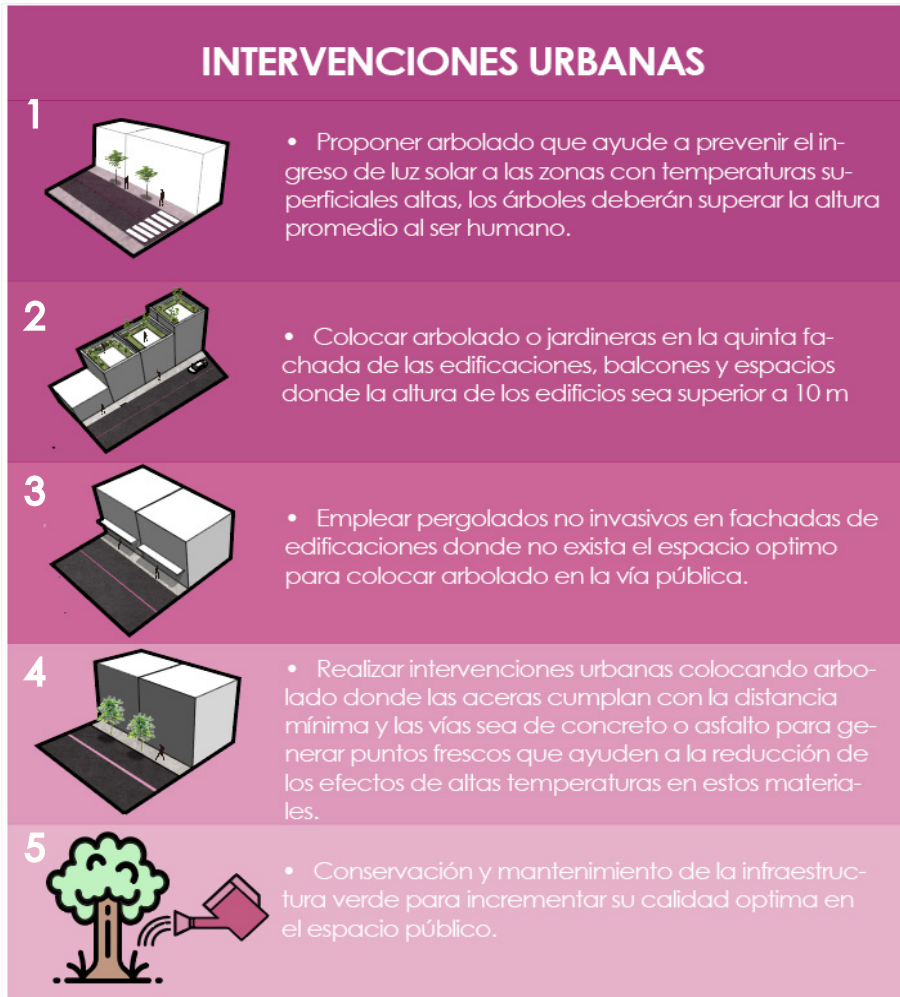 INTERVENCIONES URBANAS
1
• Proponer arbolado que ayude a prevenir el in-
greso de luz solar a las zonas con temperaturas su-
perficiales altas, los árboles deberán superar la altura
promedio al ser humano.
2
• Colocar arbolado o jardineras en la quinta fa-
chada de las edificaciones, balcones y espacios
donde la altura de los edificios sea superior a 10 m
3
• Emplear pergolados no invasivos en fachadas de
edificaciones donde no exista el espacio optimo
para colocar arbolado en la vía pública.
4
• Realizar intervenciones urbanas colocando arbo-
lado donde las aceras cumplan con la distancia
mínima y las vías sea de concreto o asfalto para ge-
nerar puntos frescos que ayuden a la reducción de
los efectos de altas temperaturas en estos materia-
les.
5
• Conservación y mantenimiento de la infraestruc-
tura verde para incrementar su calidad optima en
el espacio público.